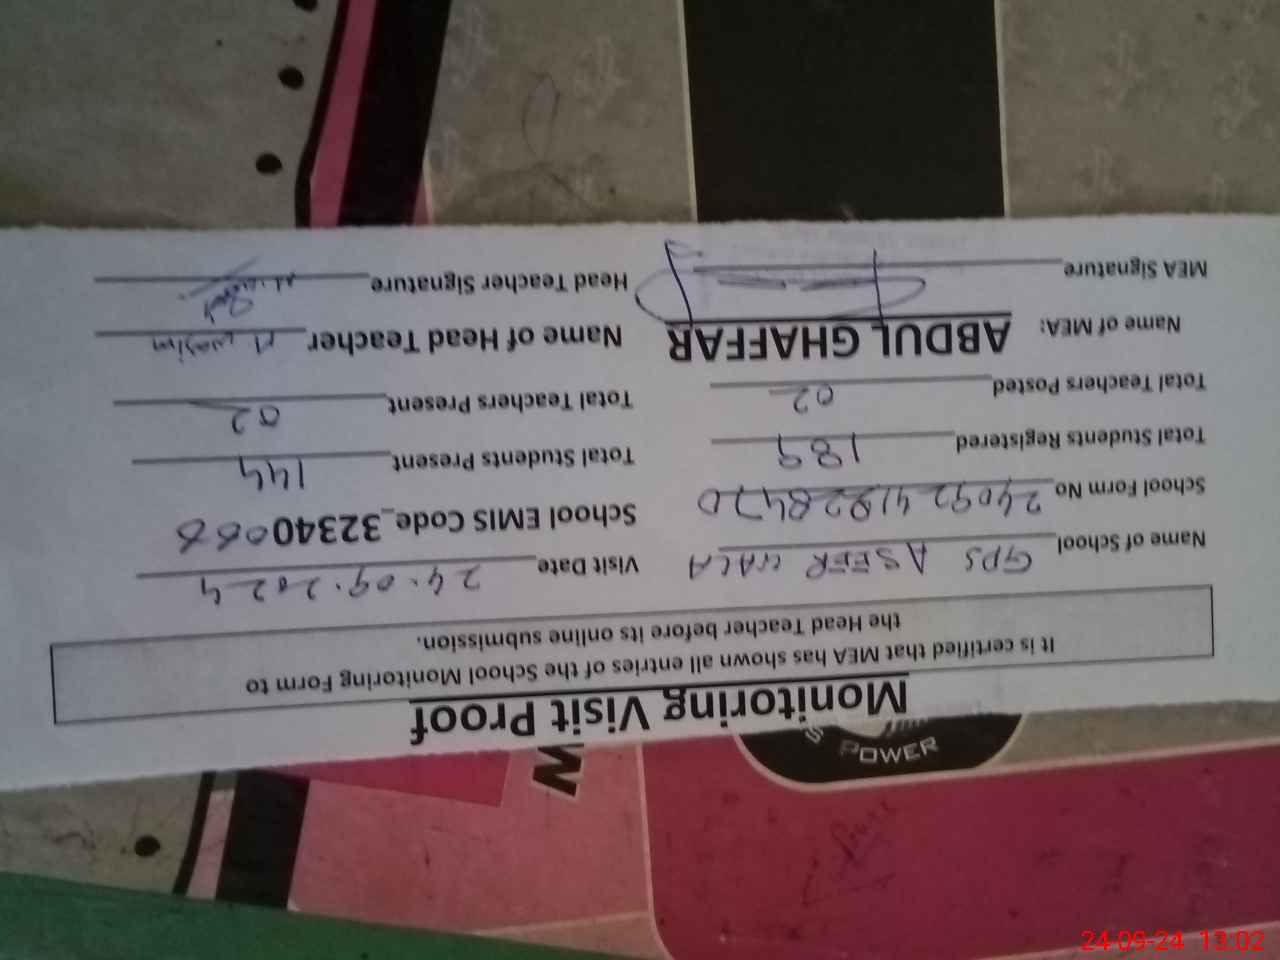 Monitoring Visit Proof
It is certified that MEA has shown all entries of the School Monitoring Form to
the Head Teacher before its online submission.
Name of School GPS ASEER WALA Visit Date 24.09.2024
School Form No 24092419 28470 School EMIS Code_32340066
Total Students Registered 189 Total Students Present 144
Total Teachers Posted 02 Total Teachers Present 02
Name of MEA: ABDUL GHAFFAR Name of Head Teacher M wasim
MEA Signature Head Teacher Signature
POWER
W
24-09-24 13:02